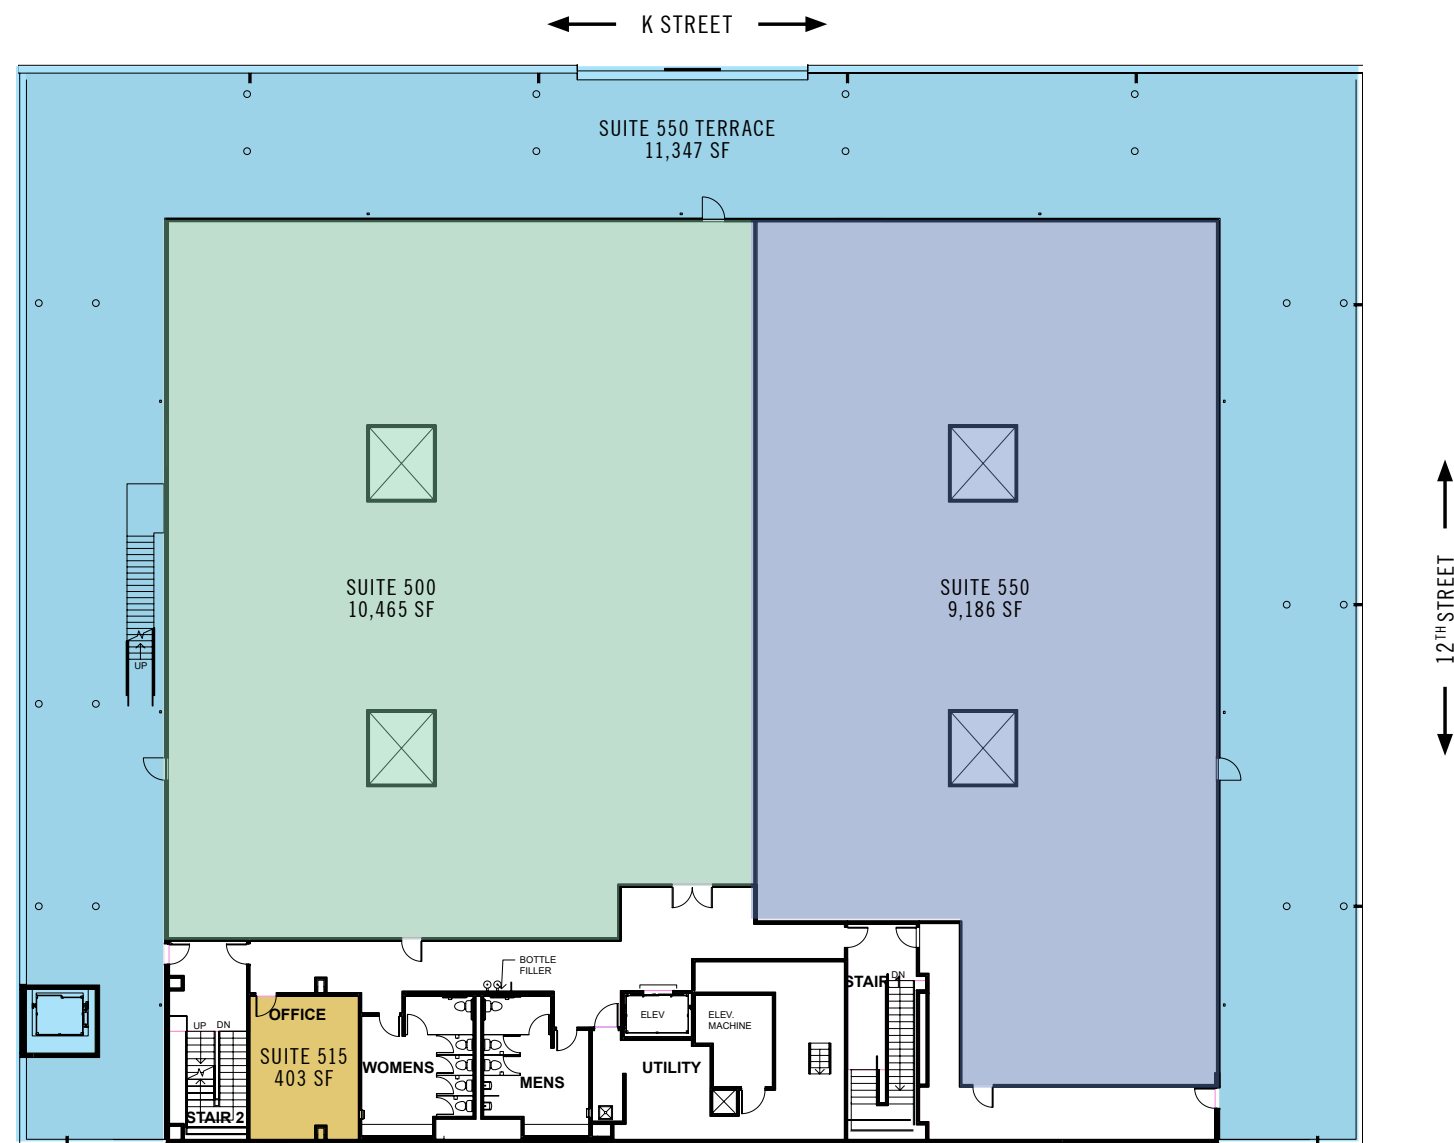 K STREET
SUITE 550 TERRACE
11,347 SF
12TH STREET
SUITE 500
10,465 SF
SUITE 550
9,186 SF
UP
BOTTLE
FILLER
STAIR
DN
OFFICE
ELEV
ELEV.
MACHINE
UP DN
SUITE 515
403 SF
WOMENS
MENS
UTILITY
STAIR 2